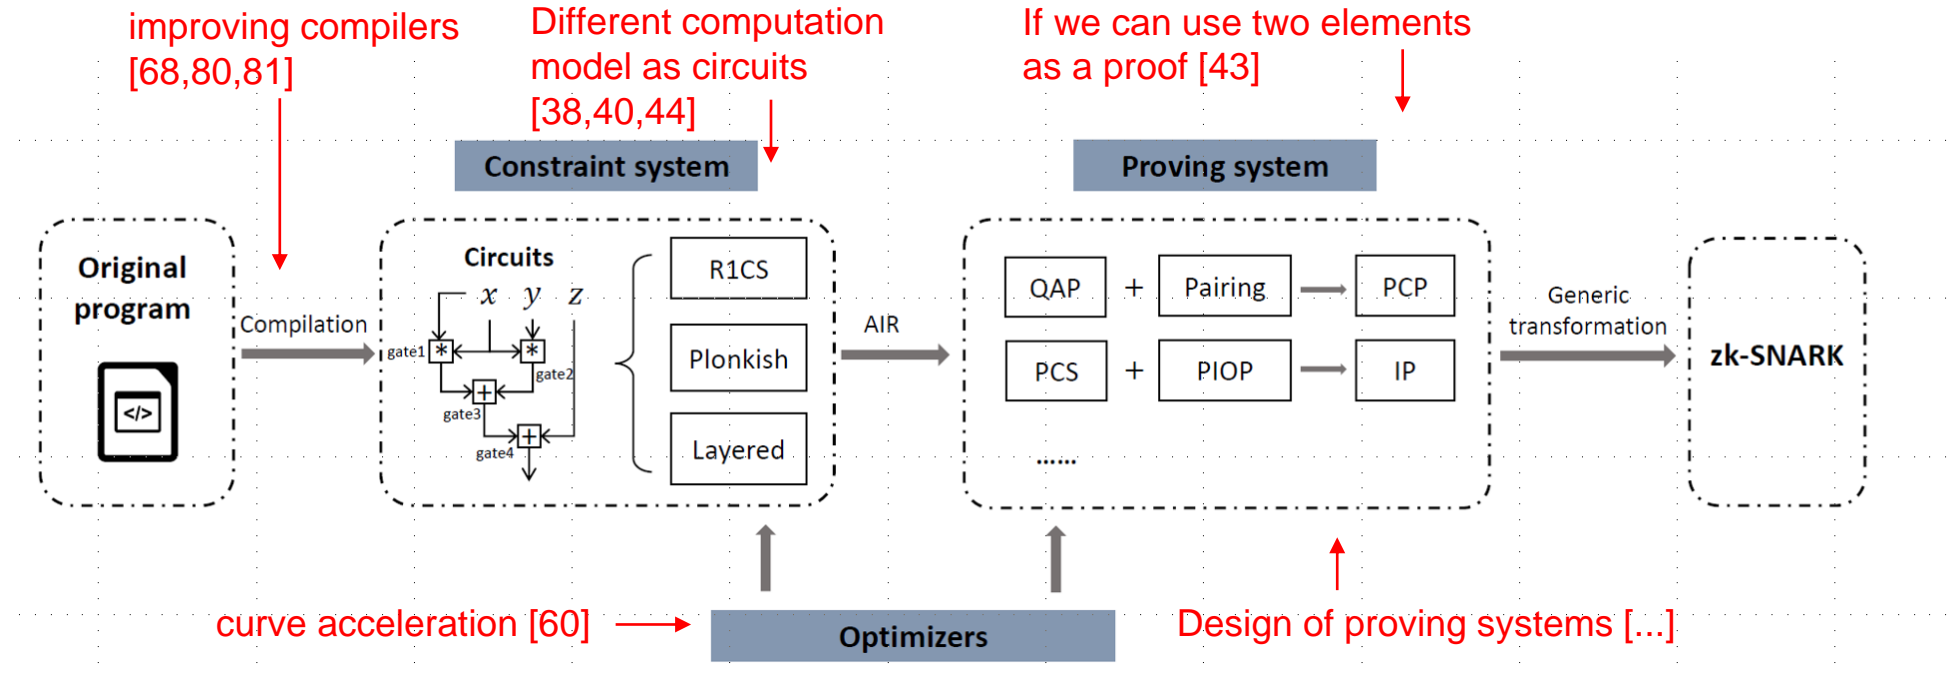 improving compilers
[68,80,81]
Different computation
model as circuits
[38,40,44]
If we can use two elements
as a proof [43]
Constraint system
Proving system
Original
program
</>
Compilation
Circuits
x y z
gate1
*
*
gate2
+
gate3
+
gate4
R1CS
Plonkish
Layered
AIR
QAP + Pairing PCP
PCS + PIOP IP
......
Generic
transformation
zk-SNARK
curve acceleration [60]
Optimizers
Design of proving systems [...]